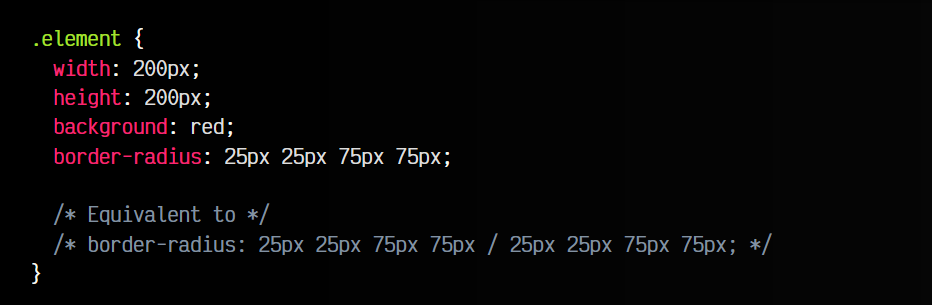 .element {
  width: 200px;
  height: 200px;
  background: red;
  border-radius: 25px 25px 75px 75px;

  /* Equivalent to */
  /* border-radius: 25px 25px 75px 75px / 25px 25px 75px 75px; */
}